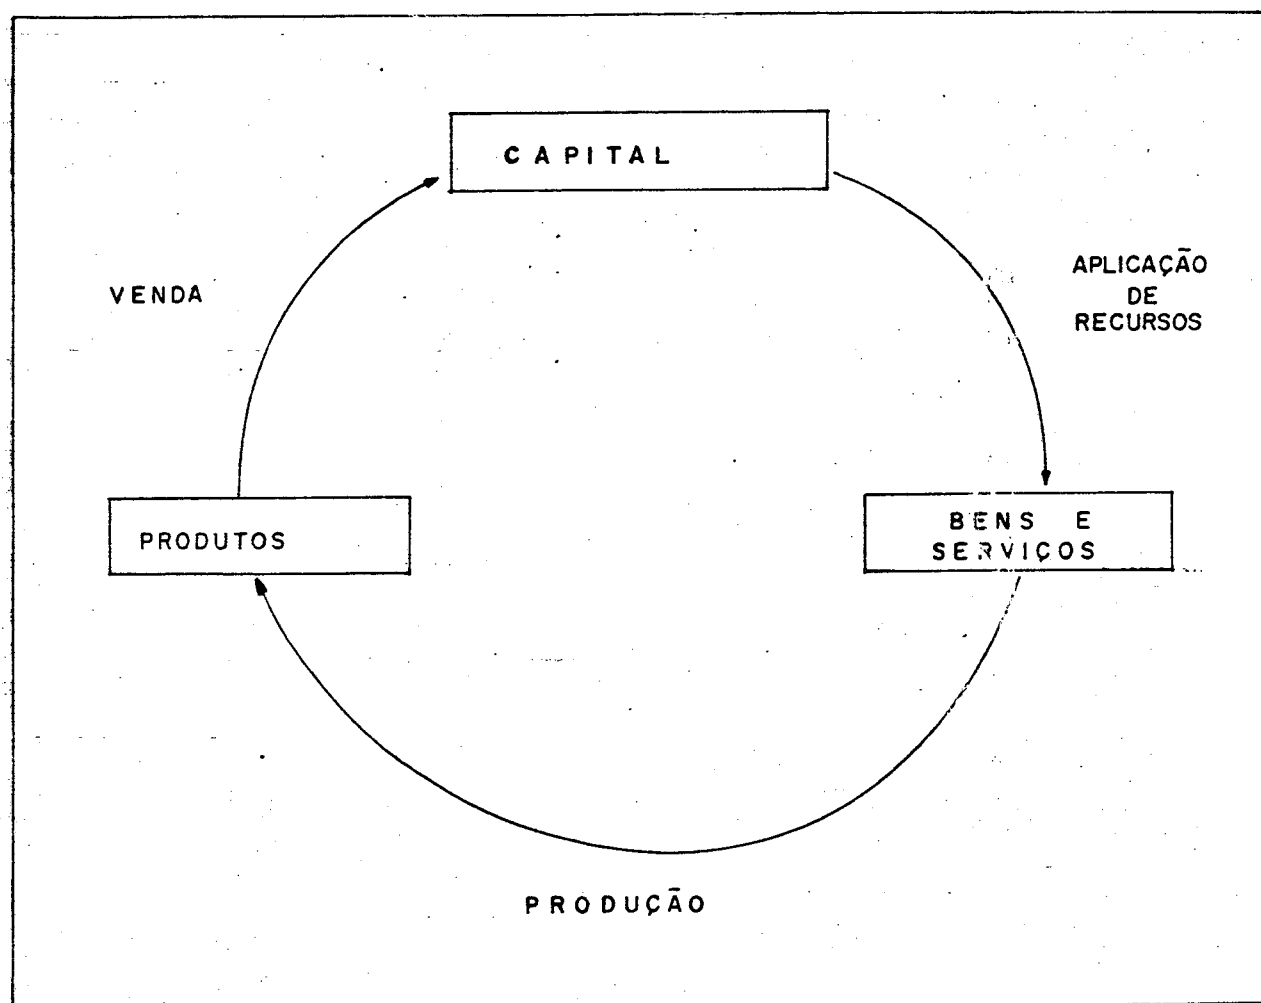 CAPITAL
VENDA
APLICAÇÃO
DE
RECURSOS
PRODUTOS
BENS E
SERVIÇOS
PRODUÇÃO